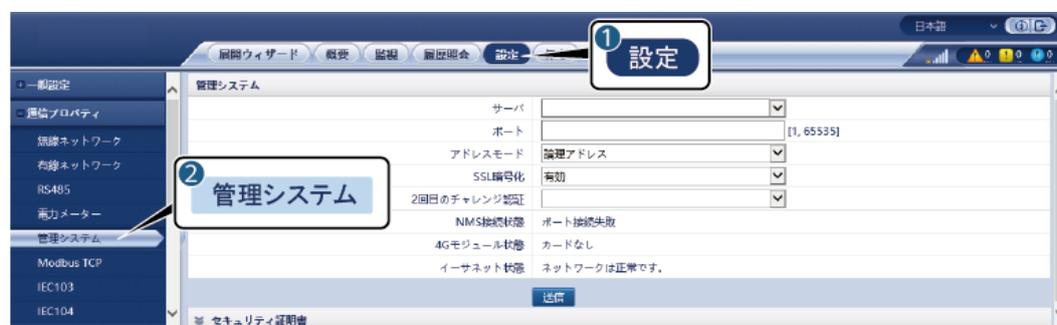 日本語
展開ウィザード 概要 監視 履歴照会 設定
1 設定
0 0 0
一般設定
通信プロパティ
無線ネットワーク
有線ネットワーク
RS485
電力メーター
管理システム
Modbus TCP
IEC103
IEC104
2 管理システム
管理システム
サーバ
ポート [1, 65535]
アドレスモード 論理アドレス
SSL暗号化 有効
2回目のチャレンジ認証
NMS接続状態 ポート接続失敗
4Gモジュール状態 カードなし
イーサネット状態 ネットワークは正常です。
送信
セキュリティ証明書